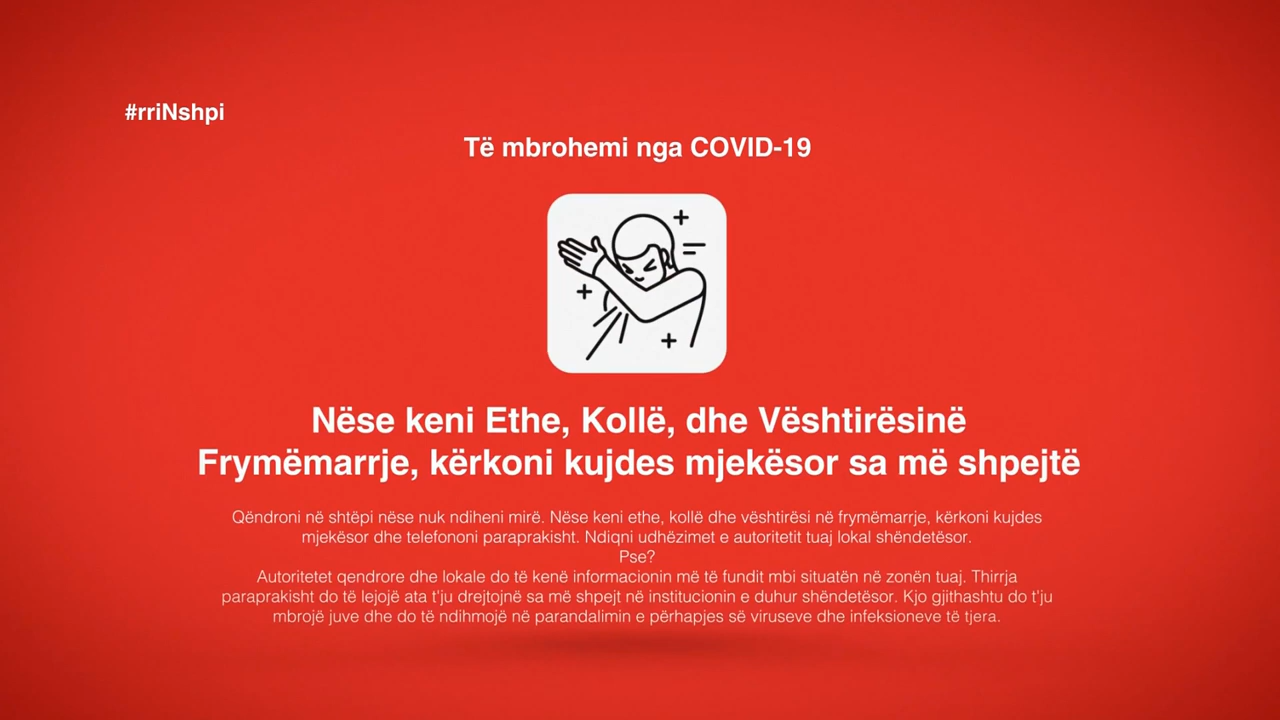 #rriNshpi
Të mbrohemi nga COVID-19
Nëse keni Ethe, Kollë, dhe Vështirësinë
Frymëmarrje, kërkoni kujdes mjekësor sa më shpejtë
Qëndroni në shtëpi nëse nuk ndiheni mirë. Nëse keni ethe, kollë dhe vështirësi në frymëmarrje, kërkoni kujdes
mjekësor dhe telefononi paraprakisht. Ndiqni udhëzimet e autoritetit tuaj lokal shëndetësor.
Pse?
Autoritetet qendrore dhe lokale do të kenë informacionin më të fundit mbi situatën në zonën tuaj. Thirrja
paraprakisht do të lejojë ata t'ju drejtojnë sa më shpejt në institucionin e duhur shëndetësor. Kjo gjithashtu do t'ju
mbrojë juve dhe do të ndihmojë në parandalimin e përhapjes së viruseve dhe infeksioneve të tjera.